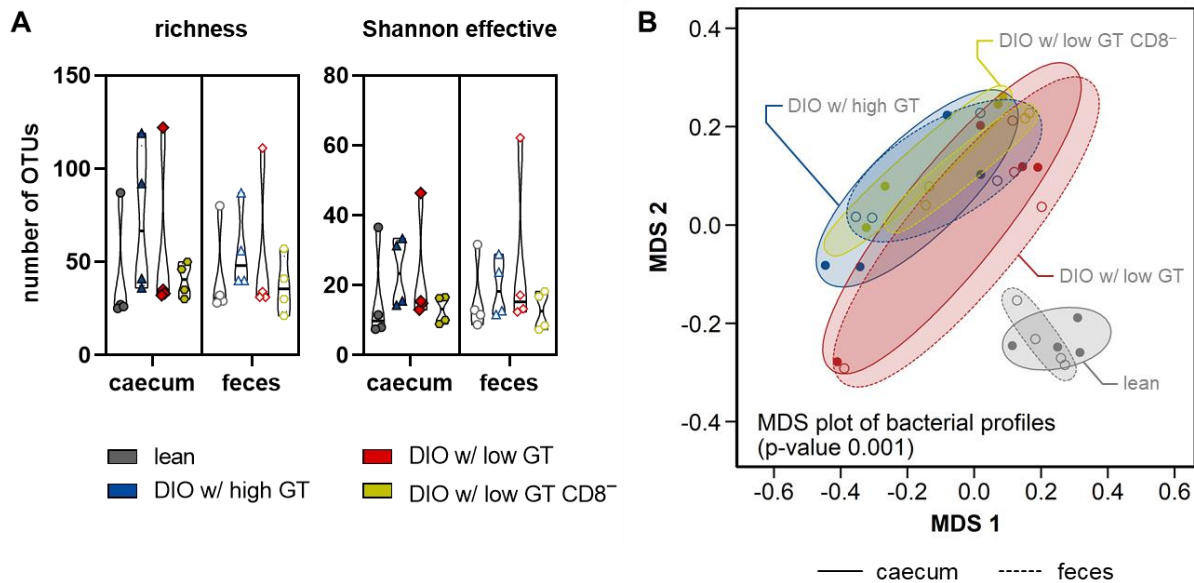 A
richness
Shannon effective
number of OTUs
150
100
50
0
80
60
40
20
0
caecum
feces
caecum
feces
lean
DIO w/ high GT
DIO w/ low GT
DIO w/ low GT CD8⁻
B
MDS 2
0.4
0.2
0.0
-0.2
-0.4
DIO w/ low GT CD8⁻
DIO w/ high GT
DIO w/ low GT
lean
MDS plot of bacterial profiles
(p-value 0.001)
-0.6
-0.4
-0.2
0.0
0.2
0.4
0.6
MDS 1
caecum
feces